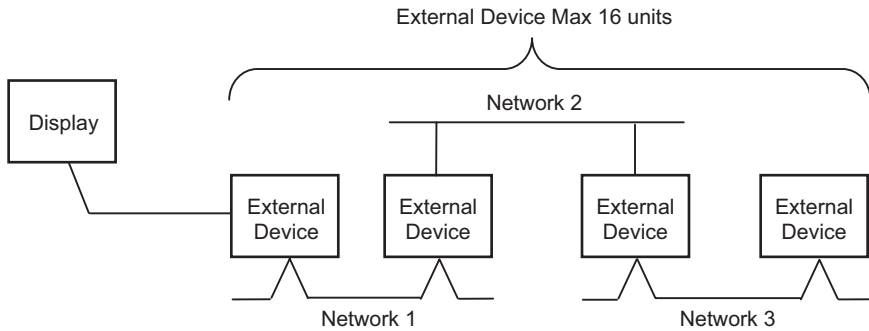 External Device Max 16 units
Network 2
Display
External
Device
External
Device
External
Device
External
Device
Network 1
Network 3